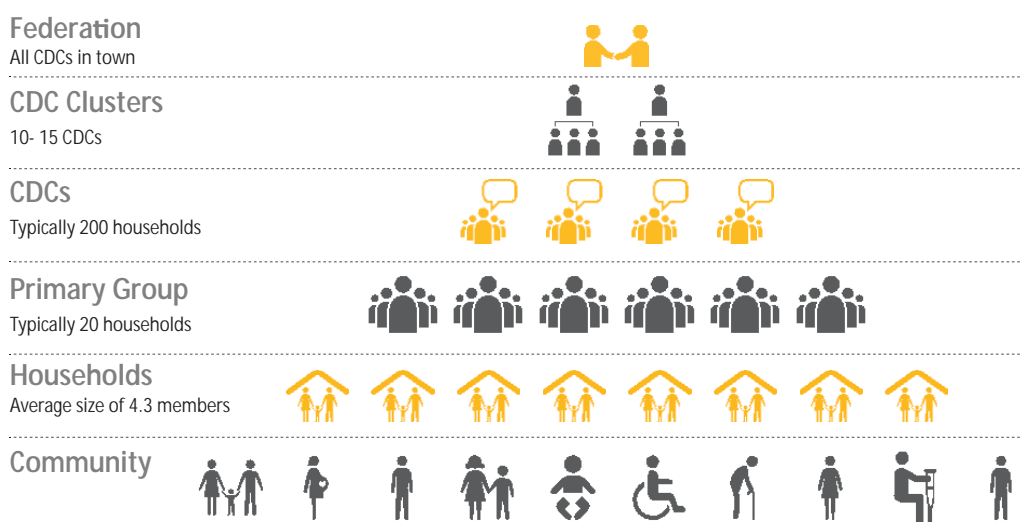 Federation
All CDCs in town
CDC Clusters
10- 15 CDCs
CDCs
Typically 200 households
Primary Group
Typically 20 households
Households
Average size of 4.3 members
Community